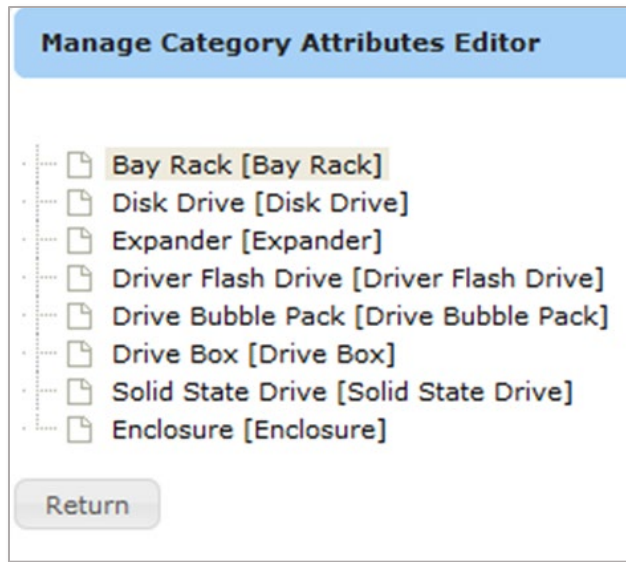 Manage Category Attributes Editor
Bay Rack [Bay Rack]
Disk Drive [Disk Drive]
Expander [Expander]
Driver Flash Drive [Driver Flash Drive]
Drive Bubble Pack [Drive Bubble Pack]
Drive Box [Drive Box]
Solid State Drive [Solid State Drive]
Enclosure [Enclosure]
Return